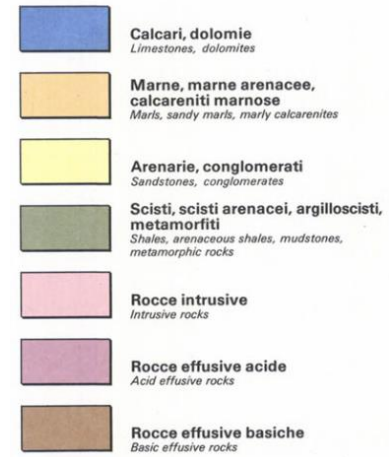 Calcari, dolomie
Limestones, dolomites
Marne, marne arenacee,
calcareniti marnose
Marls, sandy marls, marly calcarenites
Arenarie, conglomerati
Sandstones, conglomerates
Scisti, scisti arenacei, argilloscisti,
metamorfiti
Shales, arenaceous shales, mudstones,
metamorphic rocks
Rocce intrusive
Intrusive rocks
Rocce effusive acide
Acid effusive rocks
Rocce effusive basiche
Basic effusive rocks